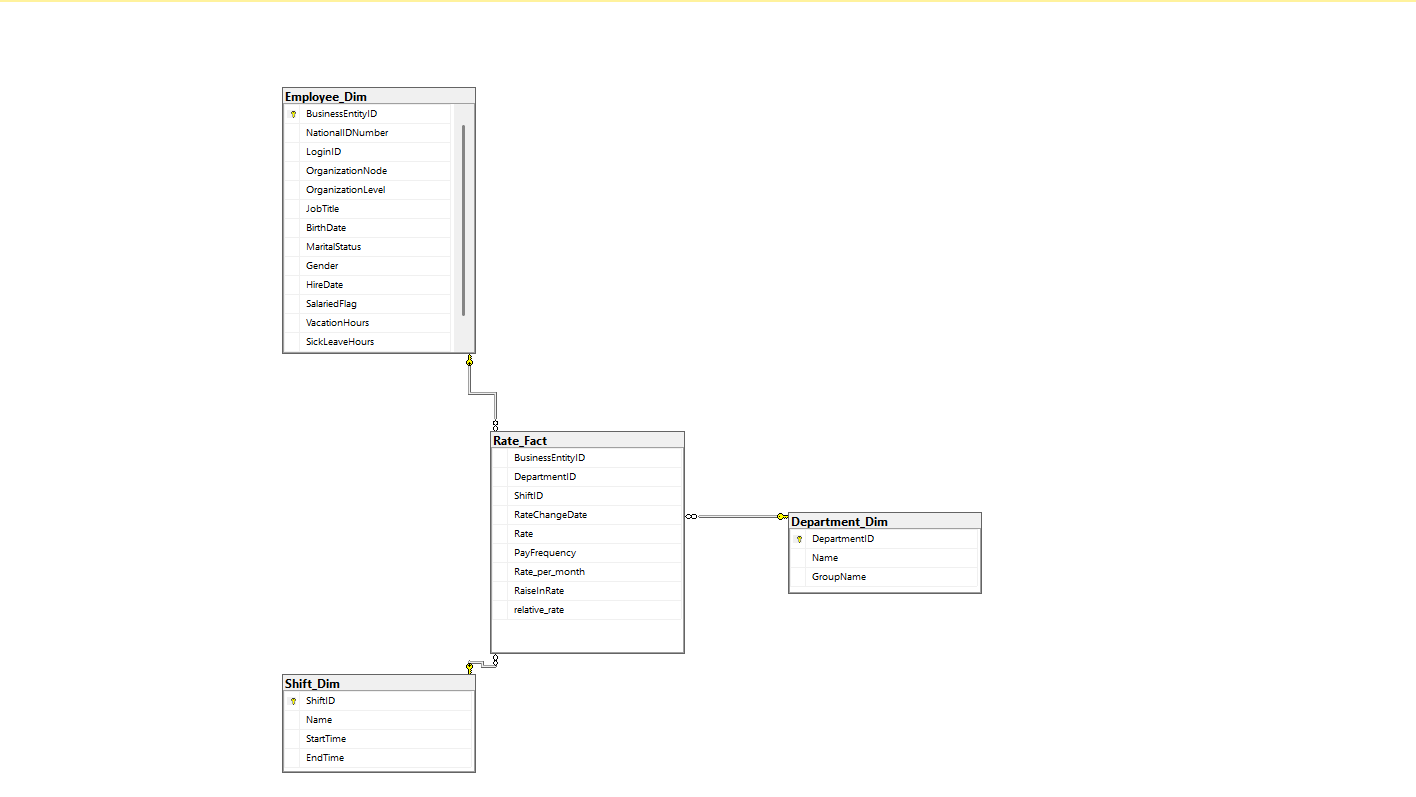 Employee_Dim
BusinessEntityID
NationalIDNumber
LoginID
OrganizationNode
OrganizationLevel
JobTitle
BirthDate
MaritalStatus
Gender
HireDate
SalariedFlag
VacationHours
SickLeaveHours
Rate_Fact
BusinessEntityID
DepartmentID
ShiftID
RateChangeDate
Rate
PayFrequency
Rate_per_month
RaiseInRate
relative_rate
Department_Dim
DepartmentID
Name
GroupName
Shift_Dim
ShiftID
Name
StartTime
EndTime